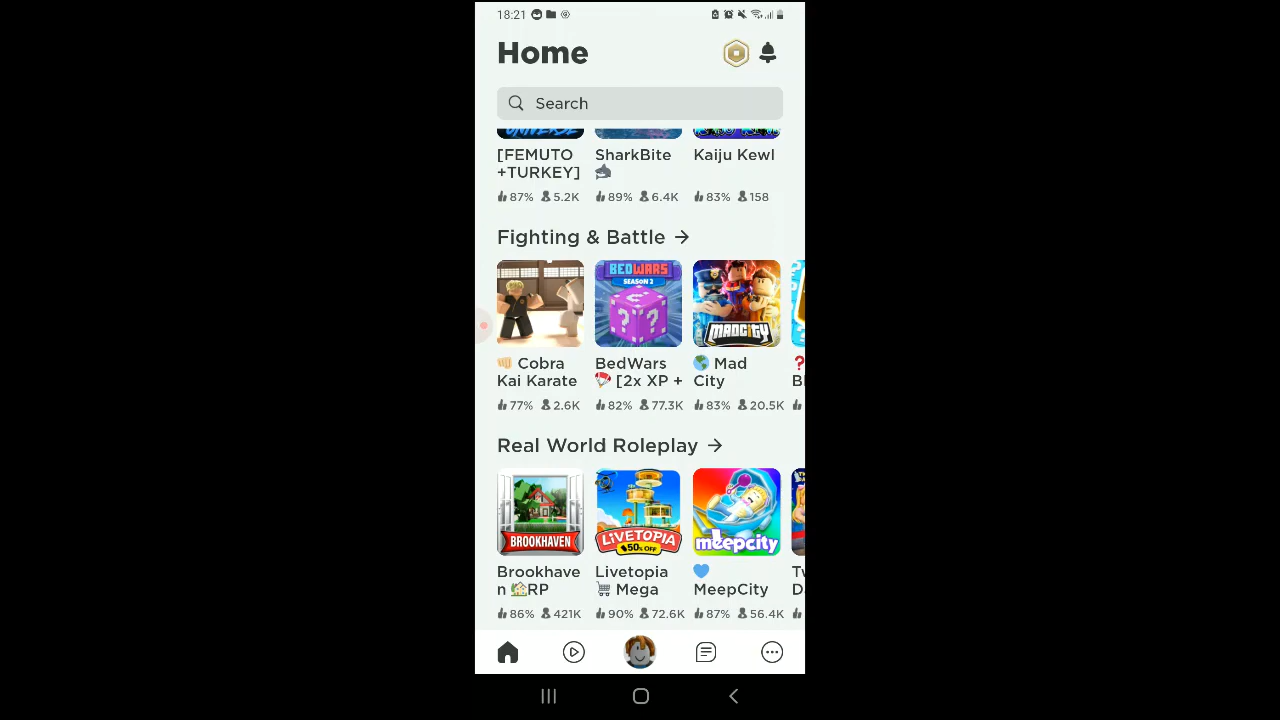 18:21
Home
Search
UNIVERSE
[FEMUTO
+TURKEY]
87% 5.2K
SharkBite
🦈
89% 6.4K
Kaiju Kewl
83% 158
Fighting & Battle →
BEDWARS
SEASON 2
MADCITY
👊🏼 Cobra
Kai Karate
77% 2.6K
BedWars
[2x XP +
82% 77.3K
🌎 Mad
City
83% 20.5K
❓
Real World Roleplay →
BROOKHAVEN
LIVETOPIA
50% OFF
meepcity
Brookhave
n 🏡RP
86% 421K
Livetopia
🛒 Mega
90% 72.6K
💙
MeepCity
87% 56.4K